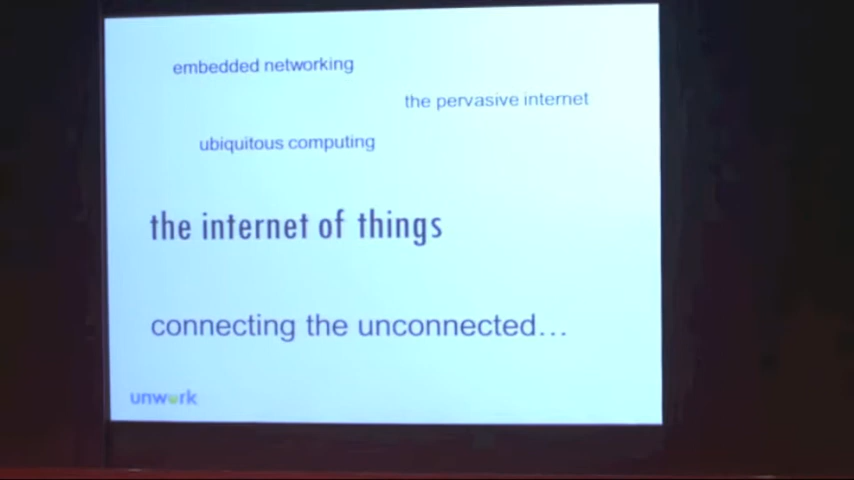 embedded networking
the pervasive internet
ubiquitous computing
the internet of things
connecting the unconnected…
unwork